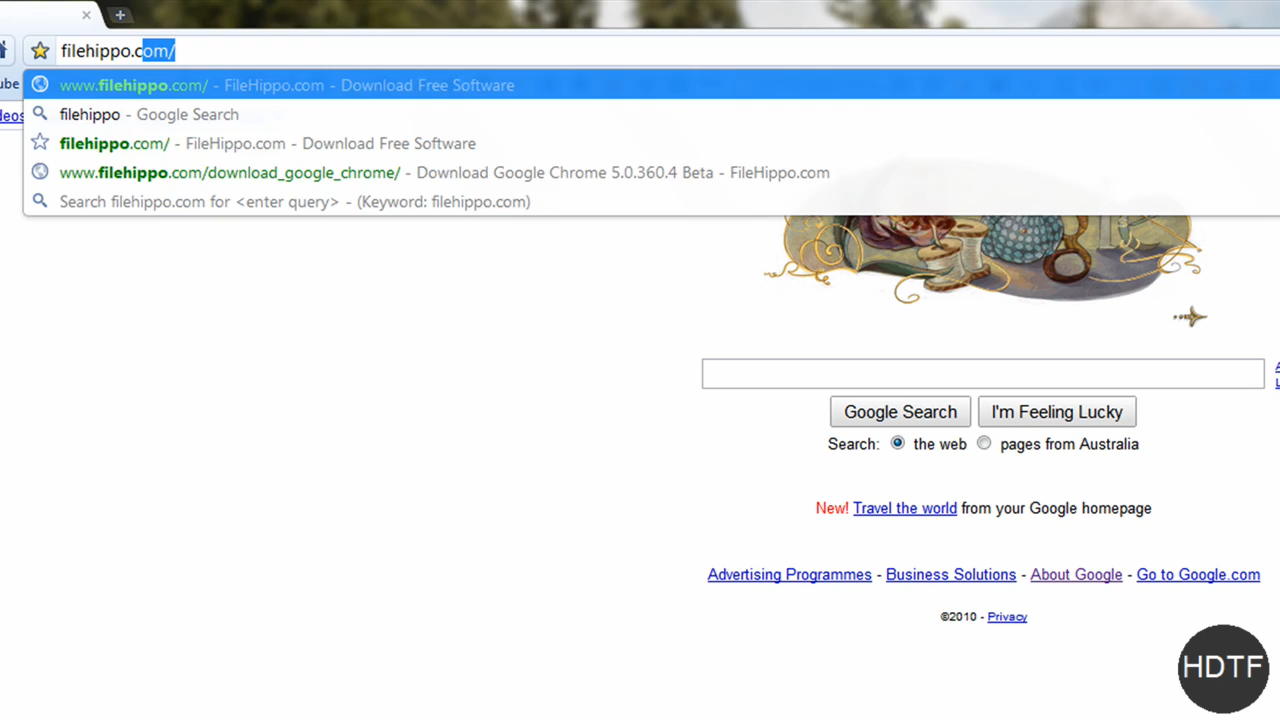 filehippo.com/
ube
www.filehippo.com/ - FileHippo.com - Download Free Software
deos
filehippo - Google Search
filehippo.com/ - FileHippo.com - Download Free Software
www.filehippo.com/download_google_chrome/ - Download Google Chrome 5.0.360.4 Beta - FileHippo.com
Search filehippo.com for <enter query> - (Keyword: filehippo.com)
Google Search I'm Feeling Lucky
Search: the web pages from Australia
New! Travel the world from your Google homepage
Advertising Programmes - Business Solutions - About Google - Go to Google.com
©2010 - Privacy
HDTF